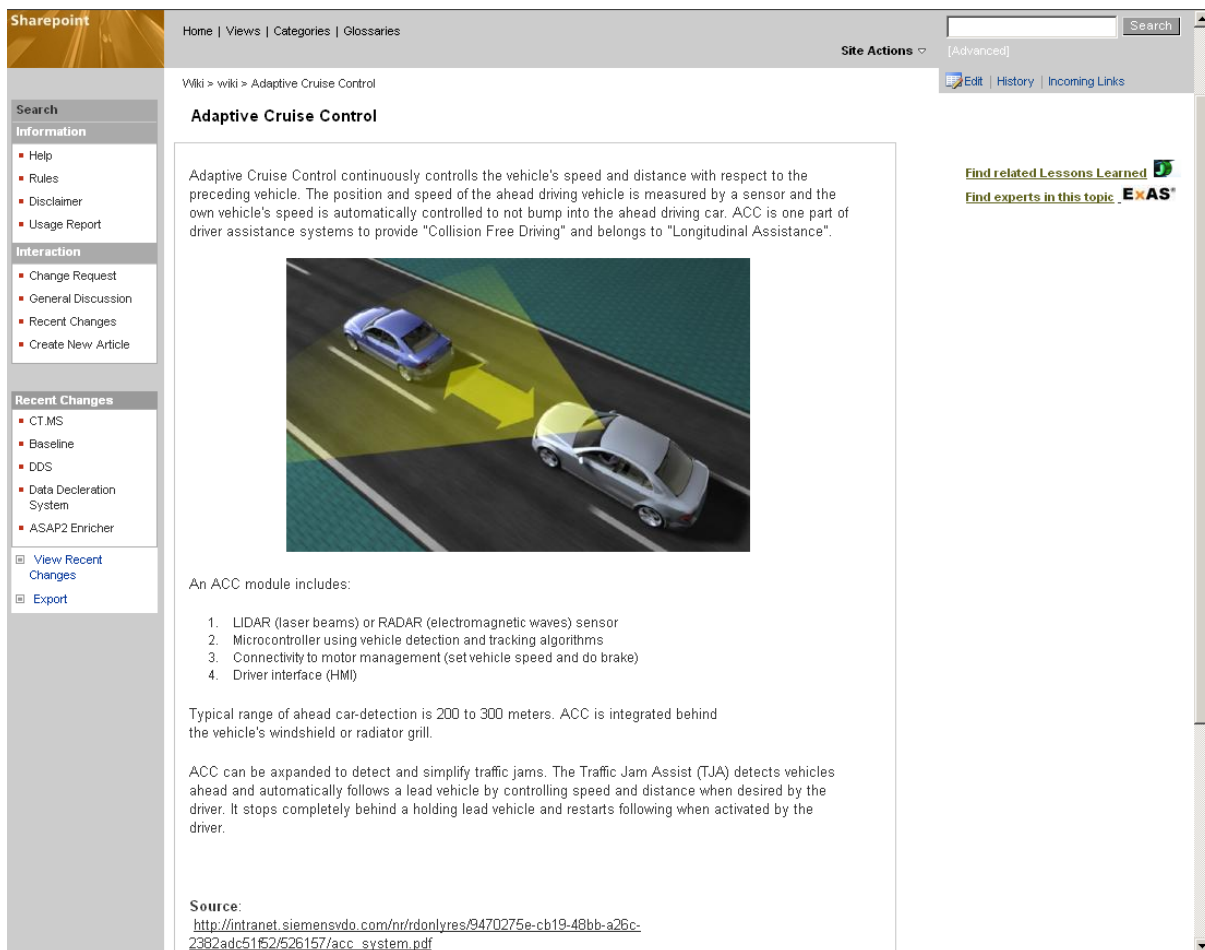 Sharepoint
Home | Views | Categories | Glossaries
Search
Site Actions
[Advanced]
Wiki > wiki > Adaptive Cruise Control
Edit | History | Incoming Links
Search
Information
Help
Rules
Disclaimer
Usage Report
Interaction
Change Request
General Discussion
Recent Changes
Create New Article
Recent Changes
CT.MS
Baseline
DDS
Data Decleration
System
ASAP2 Enricher
View Recent
Changes
Export
Adaptive Cruise Control
Adaptive Cruise Control continuously controlls the vehicle's speed and distance with respect to the
preceding vehicle. The position and speed of the ahead driving vehicle is measured by a sensor and the
own vehicle's speed is automatically controlled to not bump into the ahead driving car. ACC is one part of
driver assistance systems to provide "Collision Free Driving" and belongs to "Longitudinal Assistance".
An ACC module includes:
1. LIDAR (laser beams) or RADAR (electromagnetic waves) sensor
2. Microcontroller using vehicle detection and tracking algorithms
3. Connectivity to motor management (set vehicle speed and do brake)
4. Driver interface (HMI)
Typical range of ahead car-detection is 200 to 300 meters. ACC is integrated behind
the vehicle's windshield or radiator grill.
ACC can be axpanded to detect and simplify traffic jams. The Traffic Jam Assist (TJA) detects vehicles
ahead and automatically follows a lead vehicle by controlling speed and distance when desired by the
driver. It stops completely behind a holding lead vehicle and restarts following when activated by the
driver.
Source:
http://intranet.siemensvdo.com/nr/rdonlyres/9470275e-cb19-48bb-a26c-
2382adc51f52/526157/acc_system.pdf
Find related Lessons Learned
Find experts in this topic ExAS®